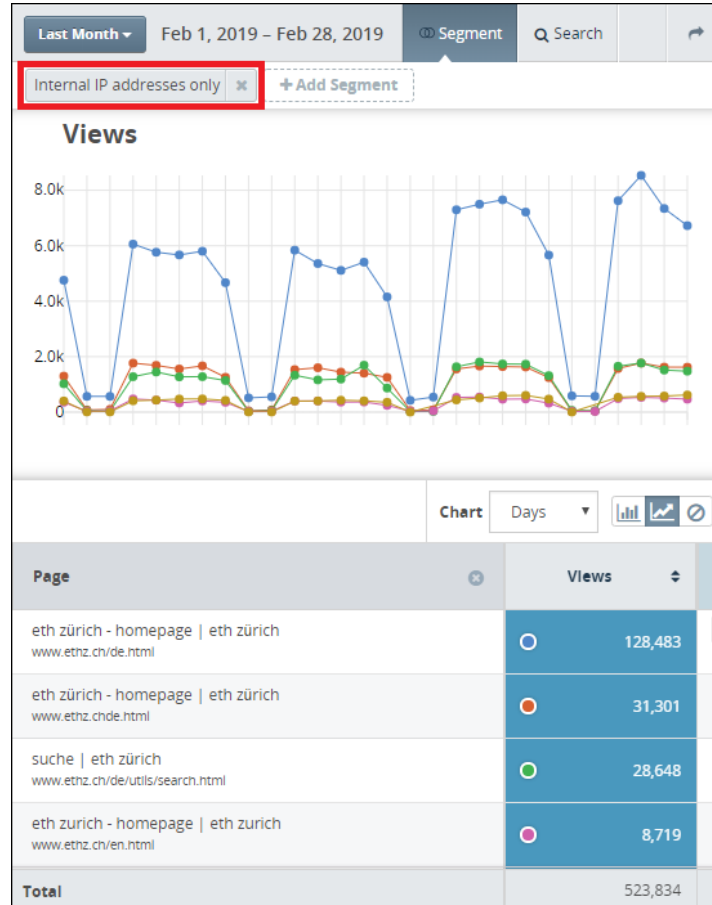 Last Month Feb 1, 2019 – Feb 28, 2019 Segment Search
Internal IP addresses only + Add Segment
Views
8.0k
6.0k
4.0k
2.0k
0
Chart Days
Page Views
eth zürich - homepage | eth zürich
www.ethz.ch/de.html
128,483
eth zürich - homepage | eth zürich
www.ethz.chde.html
31,301
suche | eth zürich
www.ethz.ch/de/utils/search.html
28,648
eth zurich - homepage | eth zurich
www.ethz.ch/en.html
8,719
Total 523,834